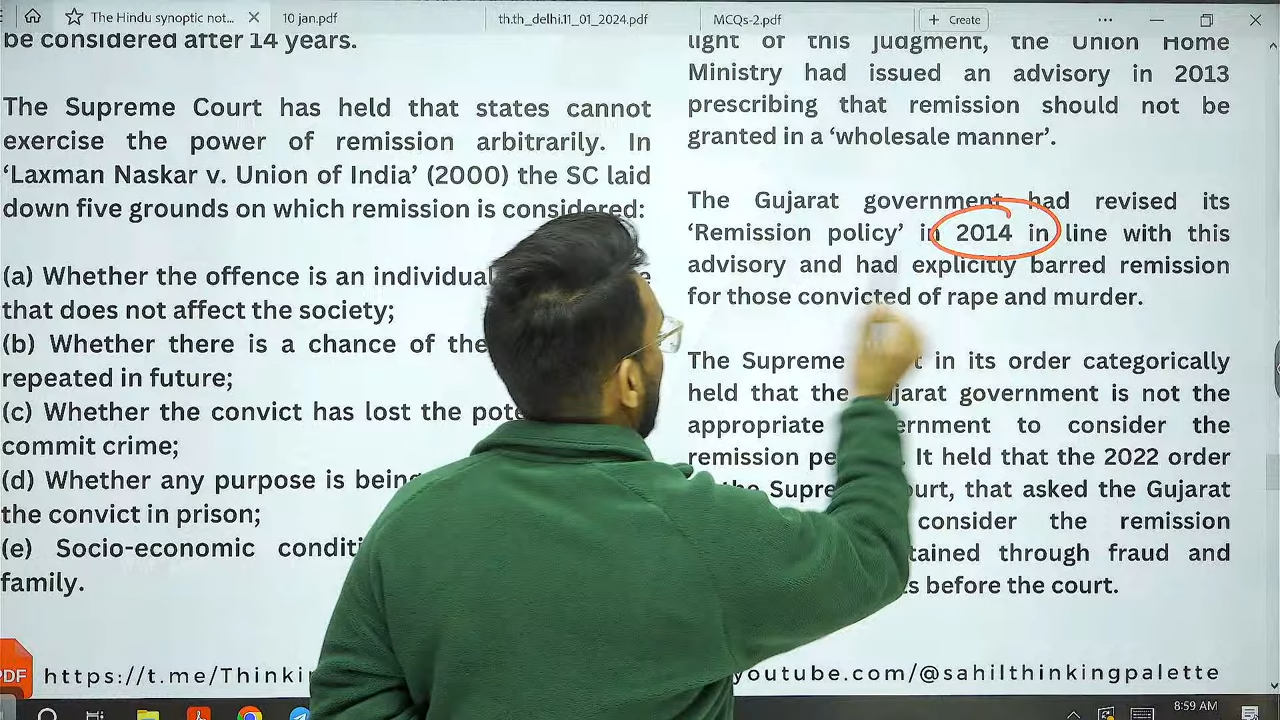 The Hindu synoptic not...
10 jan.pdf
th.th_delhi.11_01_2024.pdf
MCQs-2.pdf
+ Create
be considered after 14 years.
The Supreme Court has held that states cannot
exercise the power of remission arbitrarily. In
‘Laxman Naskar v. Union of India’ (2000) the SC laid
down five grounds on which remission is considered:
(a) Whether the offence is an individual
that does not affect the society;
(b) Whether there is a chance of the
repeated in future;
(c) Whether the convict has lost the
commit crime;
(d) Whether any purpose is being
the convict in prison;
(e) Socio-economic
family.
light of this judgment, the Union Home
Ministry had issued an advisory in 2013
prescribing that remission should not be
granted in a ‘wholesale manner’.
The Gujarat government had revised its
‘Remission policy’ in 2014 in line with this
advisory and had explicitly barred remission
for those convicted of rape and murder.
The Supreme in its order categorically
held that the Gujarat government is not the
appropriate to consider the
remission It held that the 2022 order
the that asked the Gujarat
consider the remission
through fraud and
before the court.
PDF
https://t.me/
youtube.com/@sahilthinkingpalette
8:59 AM